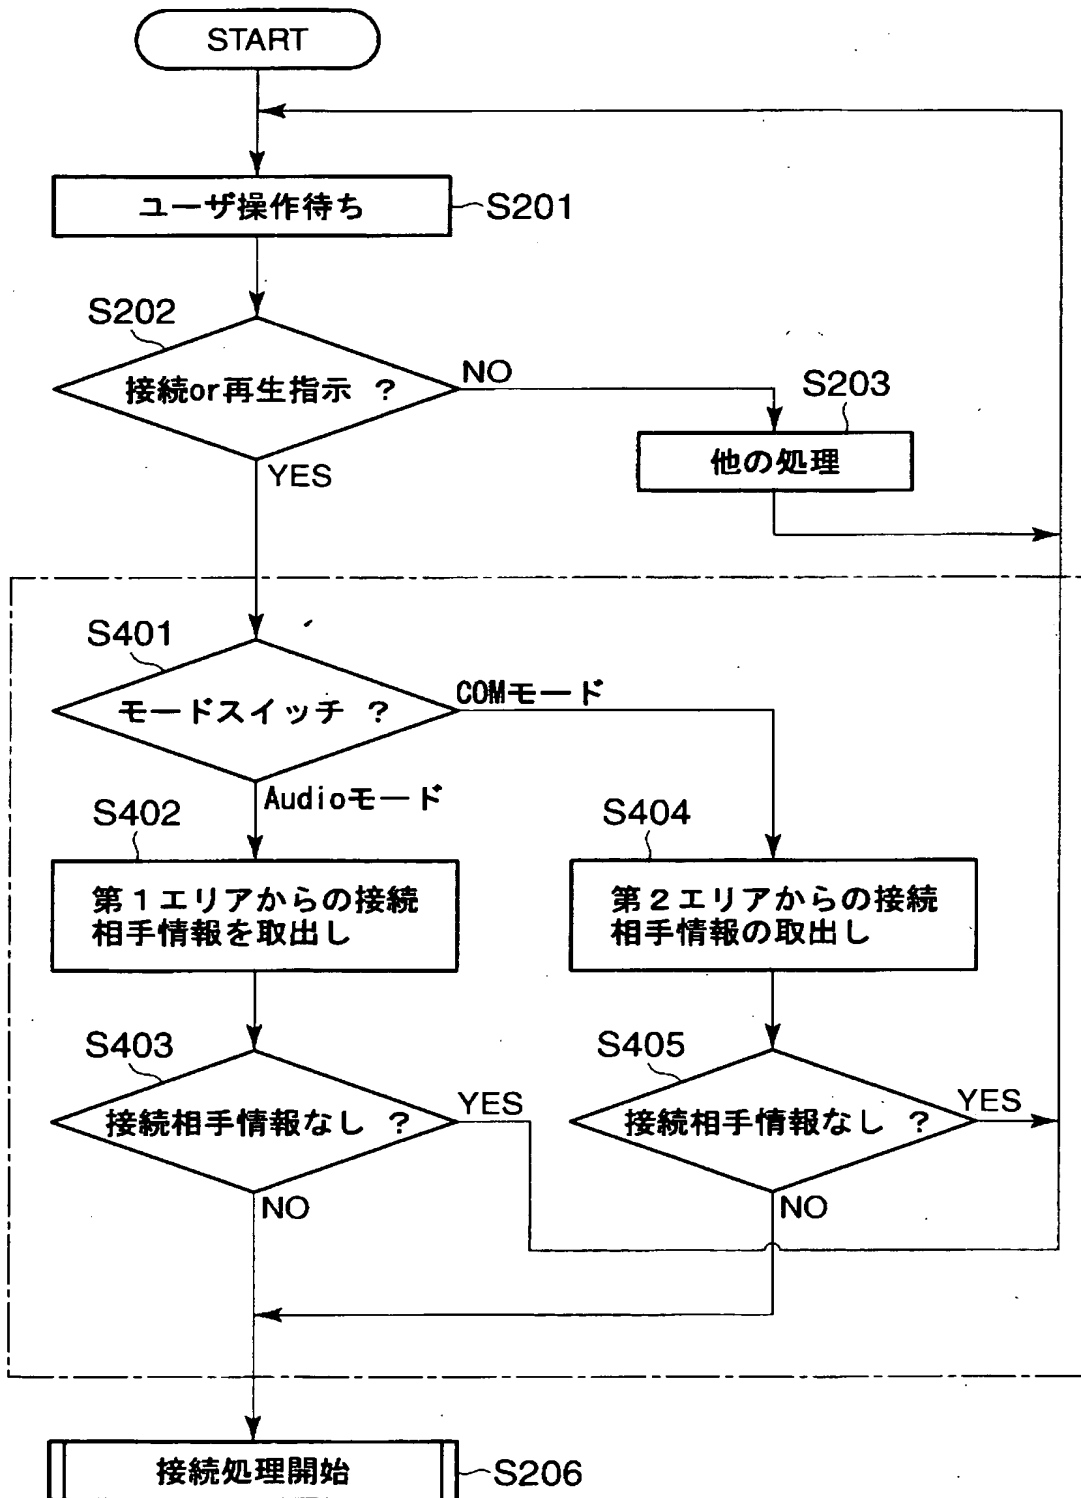 START
ユーザ操作待ち
S201
S202
接続or再生指示 ?
NO
YES
S203
他の処理
S401
モードスイッチ ?
COMモード
Audioモード
S402
第1エリアからの接続
相手情報を取出し
S404
第2エリアからの接続
相手情報の取出し
S403
接続相手情報なし ?
YES
NO
S405
接続相手情報なし ?
YES
NO
接続処理開始
S206